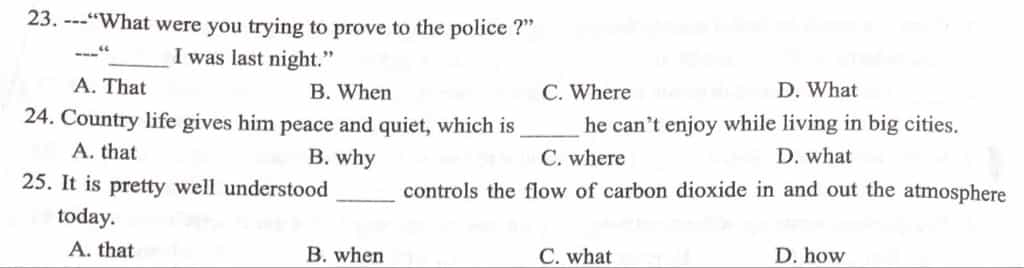 23. ---“What were you trying to prove to the police ?”
---“______ I was last night.”
A. That B. When C. Where D. What
24. Country life gives him peace and quiet, which is ______ he can’t enjoy while living in big cities.
A. that B. why C. where D. what
25. It is pretty well understood ______ controls the flow of carbon dioxide in and out the atmosphere
today.
A. that B. when C. what D. how